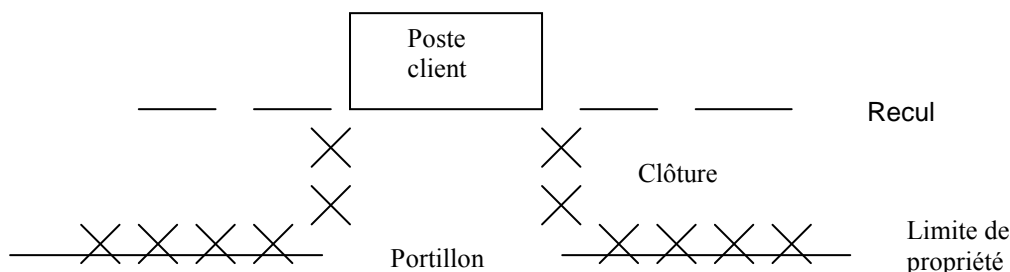 Poste
client
Recul
Clôture
Limite de
propriété
Portillon